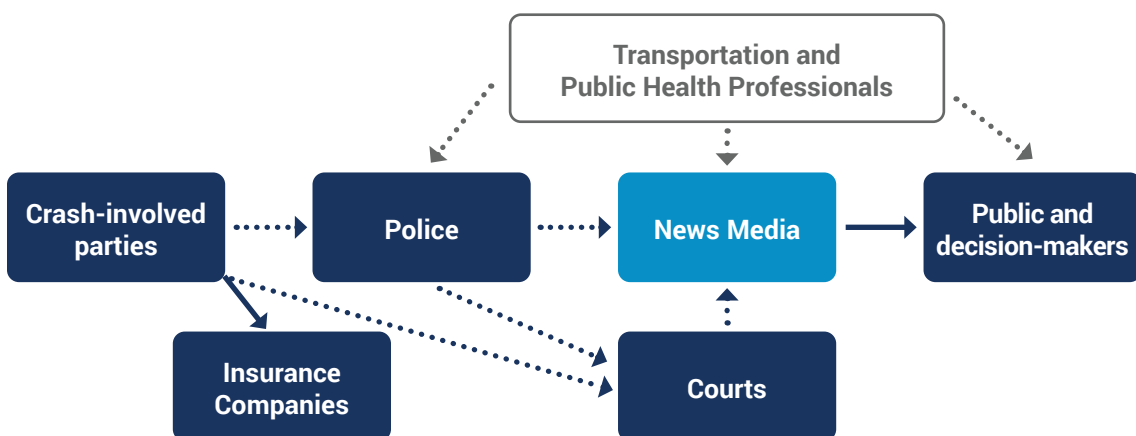 Transportation and
Public Health Professionals
Crash-involved
parties
Police
News Media
Public and
decision-makers
Insurance
Companies
Courts